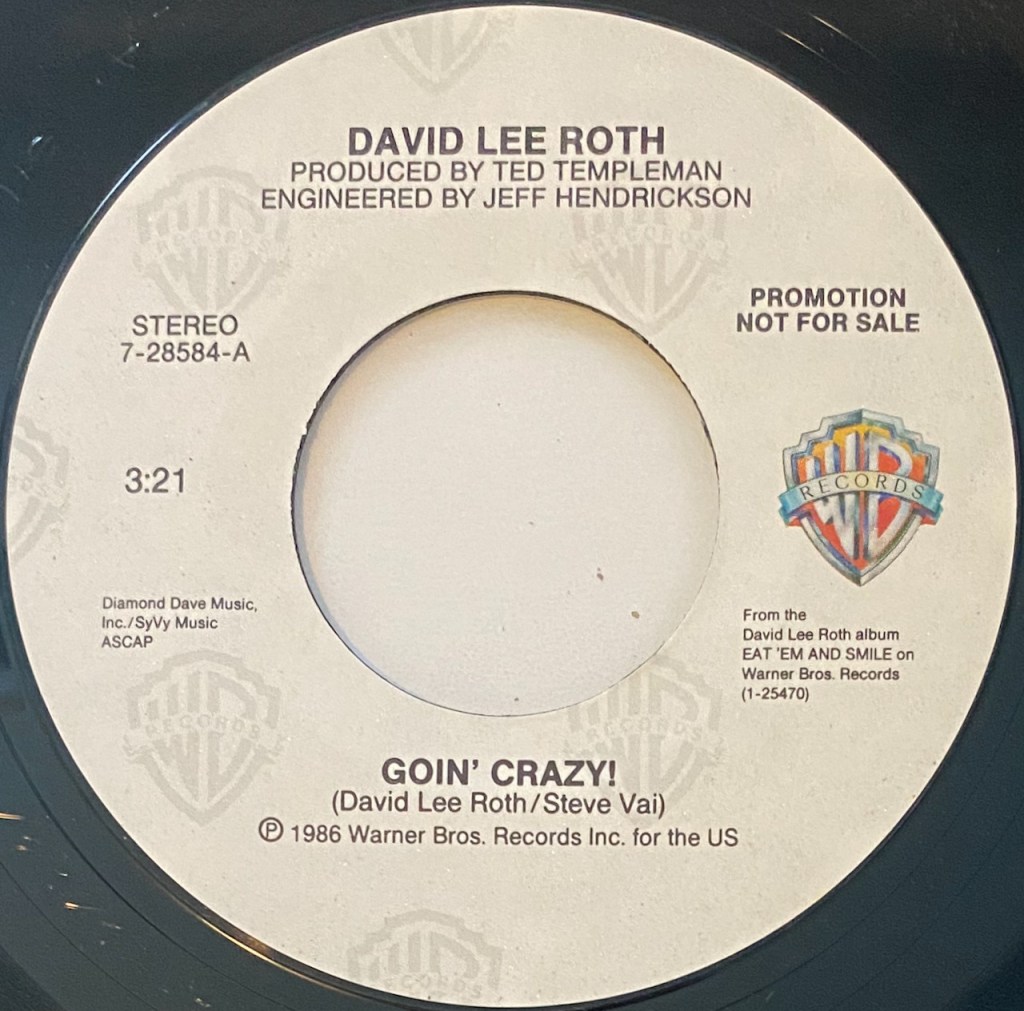 DAVID LEE ROTH
PRODUCED BY TED TEMPLEMAN
ENGINEERED BY JEFF HENDRICKSON
STEREO
7-28584-A
PROMOTION
NOT FOR SALE
3:21
WB
RECORDS
Diamond Dave Music,
Inc./SyVy Music
ASCAP
From the
David Lee Roth album
EAT 'EM AND SMILE on
Warner Bros. Records
(1-25470)
GOIN' CRAZY!
(David Lee Roth/Steve Vai)
℗ 1986 Warner Bros. Records Inc. for the US